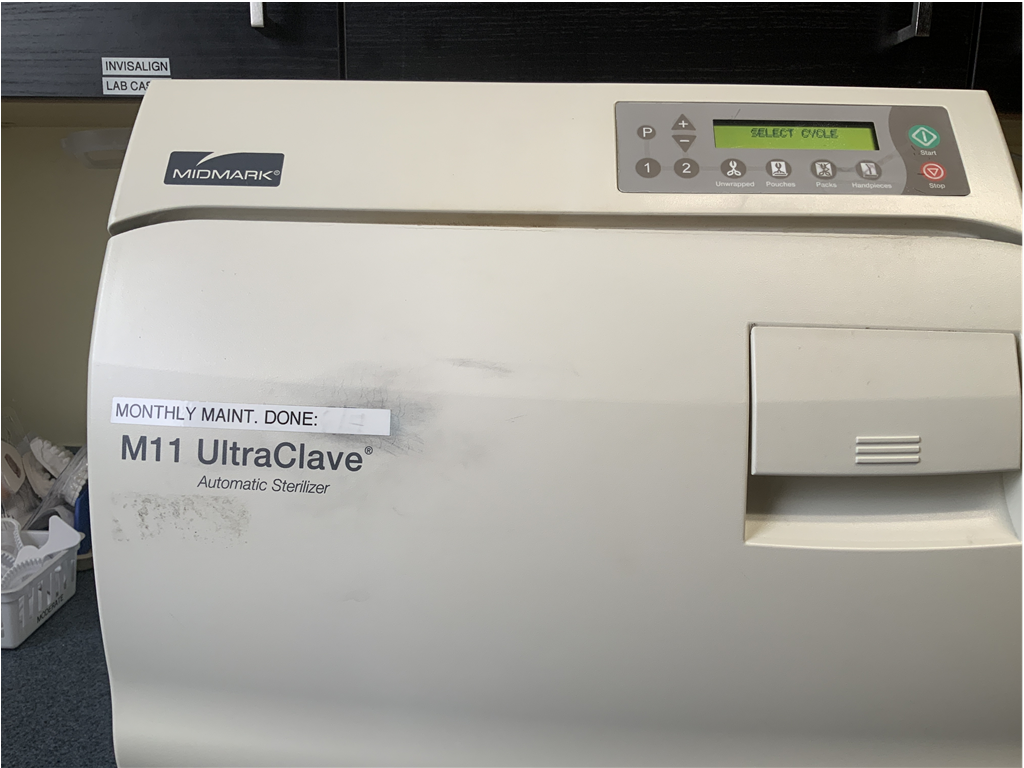 INVISALIGN
LAB
MIDMARK®
P
+
-
1
2
SELECT CYCLE
Unwrapped
Pouches
Packs
Handpieces
Start
Stop
MONTHLY MAINT. DONE:
M11 UltraClave®
Automatic Sterilizer
MODERATE